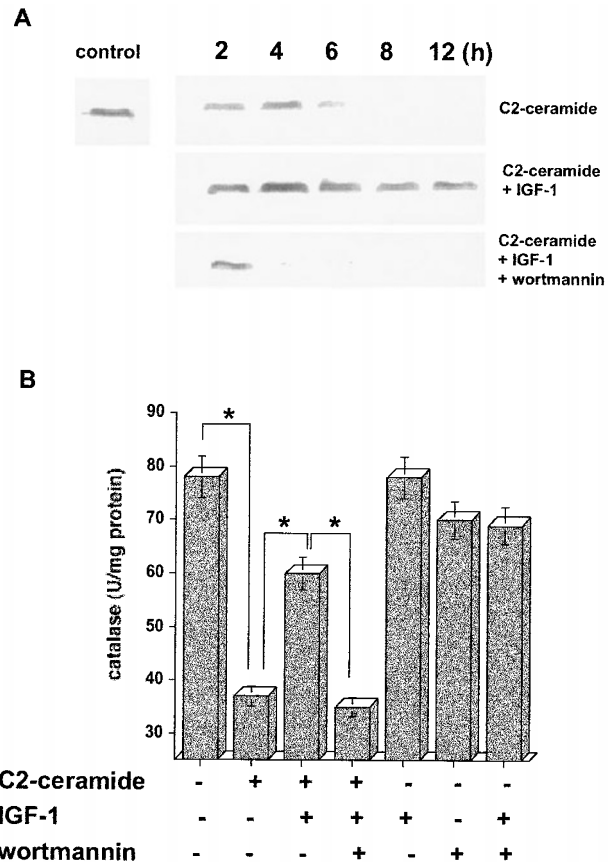 A
control 2 4 6 8 12 (h)
C2-ceramide
C2-ceramide
+ IGF-1
C2-ceramide
+ IGF-1
+ wortmannin
B
catalase (U/mg protein)
90
80
70
60
50
40
30
* * *
C2-ceramide - + + + - - -
IGF-1 - - + + + - +
wortmannin - - - + - + +